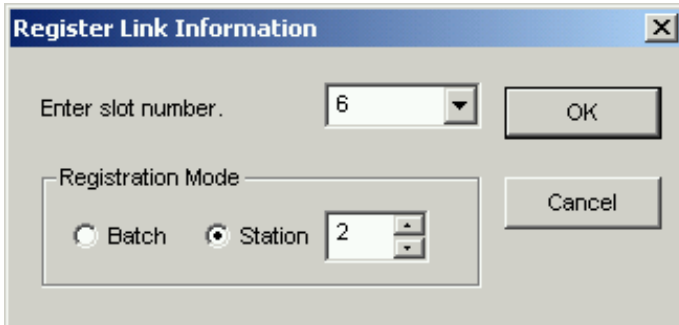 Register Link Information
Enter slot number. 6 OK
Registration Mode
Batch Station 2 Cancel